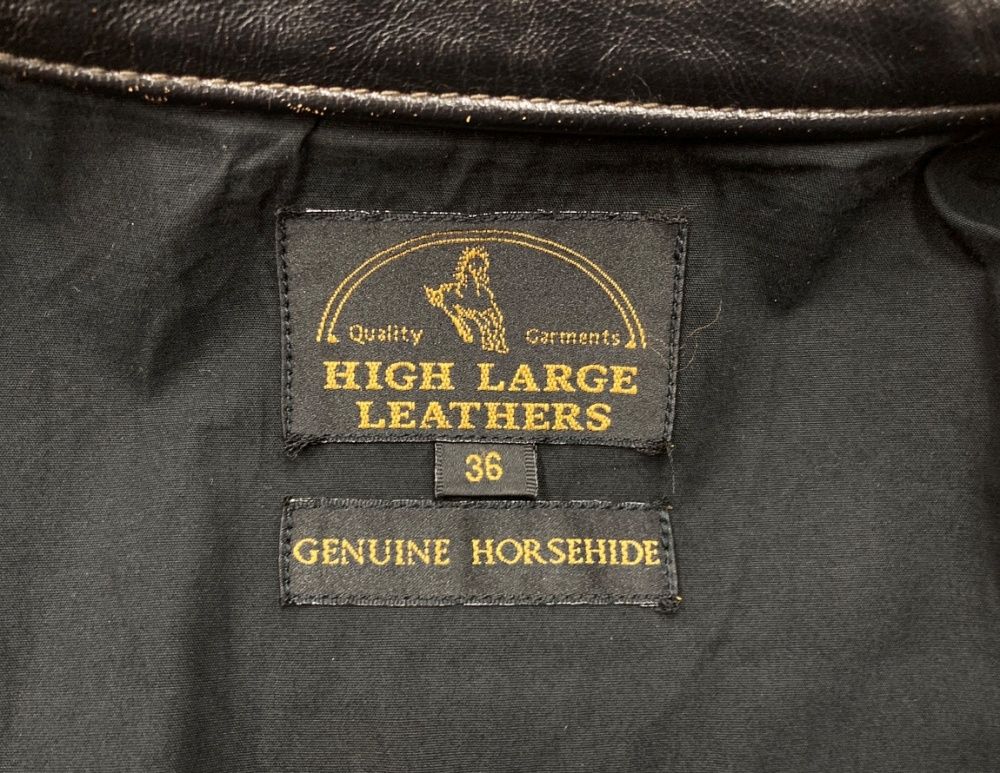 Quality Garments
HIGH LARGE
LEATHERS
36
GENUINE HORSEHIDE